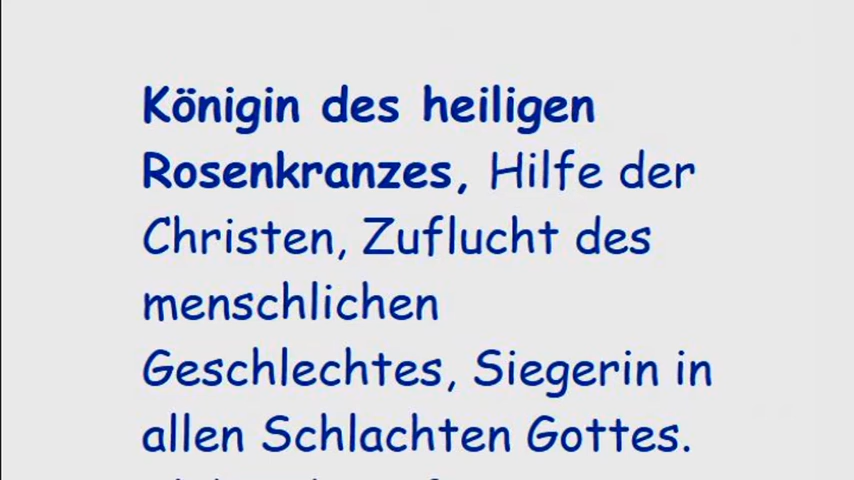 Königin des heiligen
Rosenkranzes, Hilfe der
Christen, Zuflucht des
menschlichen
Geschlechtes, Siegerin in
allen Schlachten Gottes.